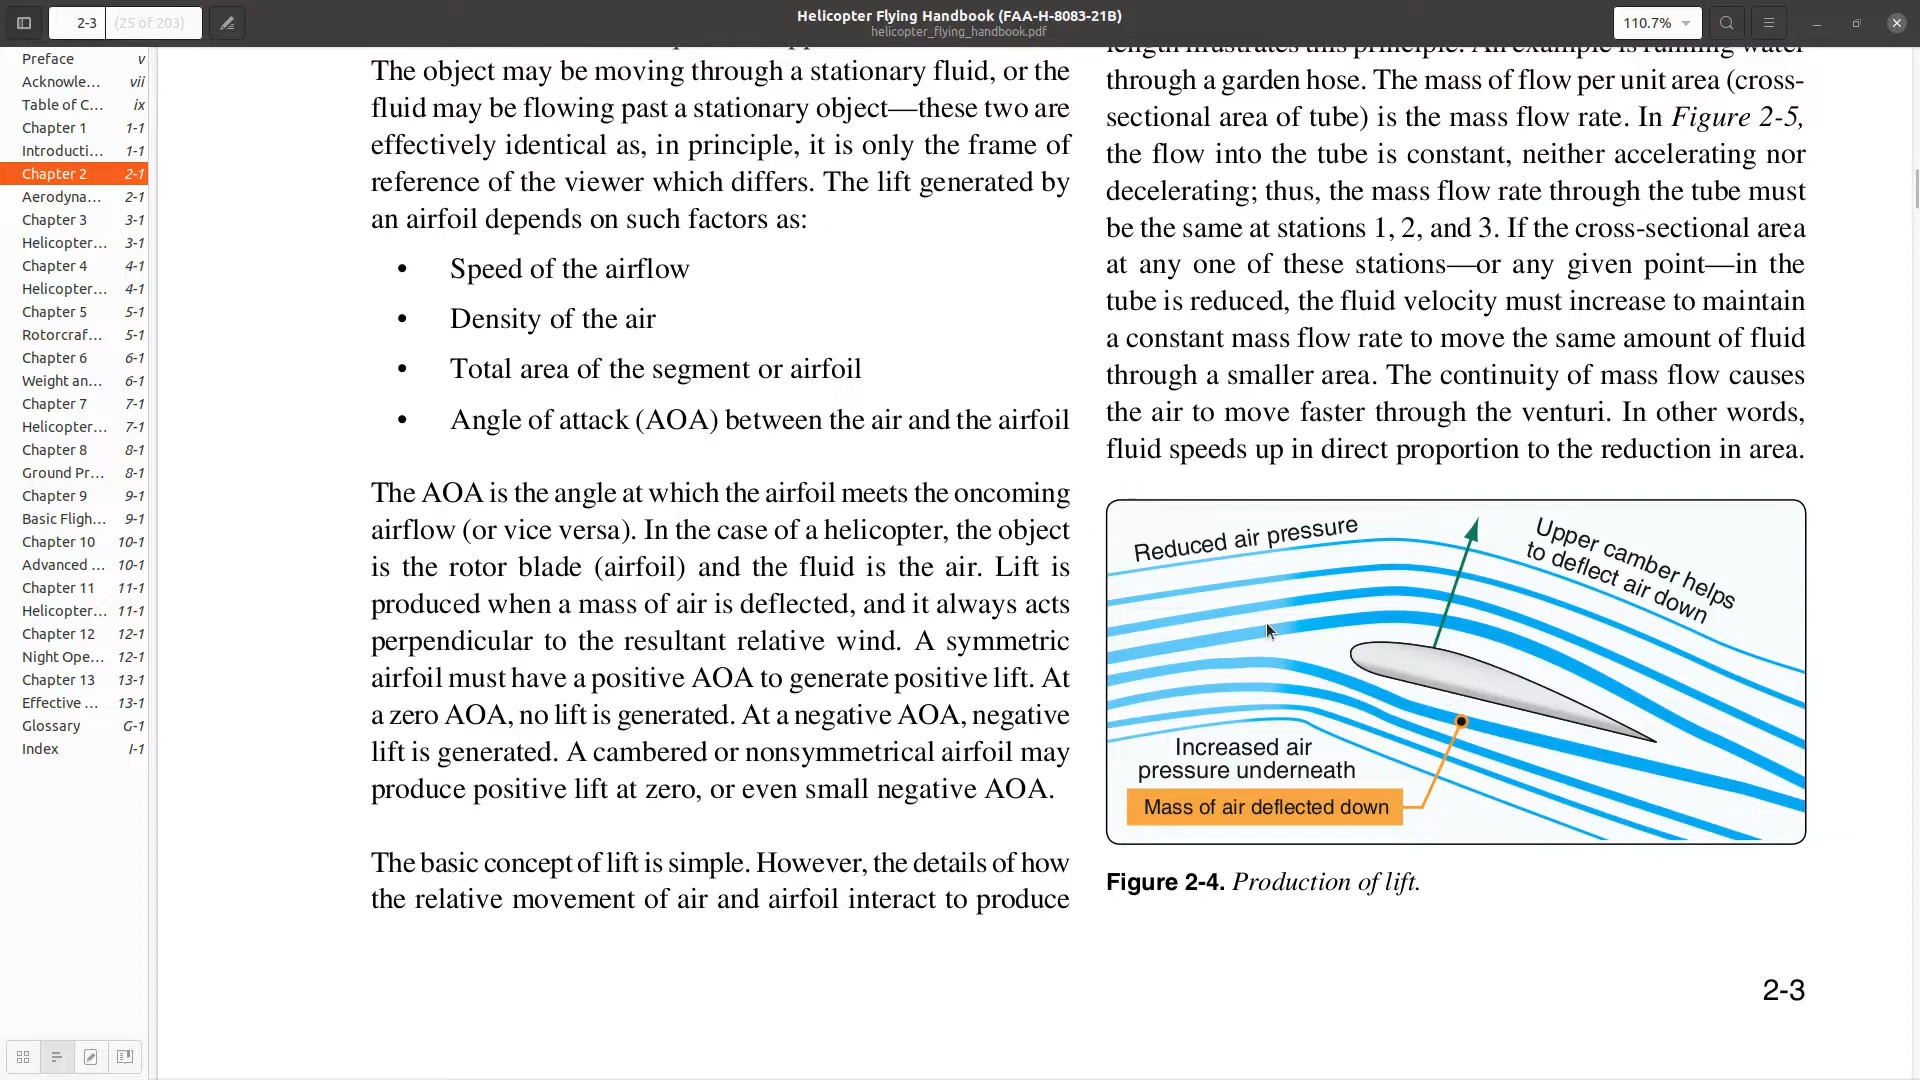 2-3 (25 of 203)
Helicopter Flying Handbook (FAA-H-8083-21B)
helicopter_flying_handbook.pdf
110.7%
Preface v
Acknowle... vii
Table of C... ix
Chapter 1 1-1
Introducti... 1-1
Chapter 2 2-1
Aerodyna... 2-1
Chapter 3 3-1
Helicopter... 3-1
Chapter 4 4-1
Helicopter... 4-1
Chapter 5 5-1
Rotorcraf... 5-1
Chapter 6 6-1
Weight an... 6-1
Chapter 7 7-1
Helicopter... 7-1
Chapter 8 8-1
Ground Pr... 8-1
Chapter 9 9-1
Basic Fligh... 9-1
Chapter 10 10-1
Advanced ... 10-1
Chapter 11 11-1
Helicopter... 11-1
Chapter 12 12-1
Night Ope... 12-1
Chapter 13 13-1
Effective ... 13-1
Glossary G-1
Index I-1
The object may be moving through a stationary fluid, or the
fluid may be flowing past a stationary object—these two are
effectively identical as, in principle, it is only the frame of
reference of the viewer which differs. The lift generated by
an airfoil depends on such factors as:
• Speed of the airflow
• Density of the air
• Total area of the segment or airfoil
• Angle of attack (AOA) between the air and the airfoil
The AOA is the angle at which the airfoil meets the oncoming
airflow (or vice versa). In the case of a helicopter, the object
is the rotor blade (airfoil) and the fluid is the air. Lift is
produced when a mass of air is deflected, and it always acts
perpendicular to the resultant relative wind. A symmetric
airfoil must have a positive AOA to generate positive lift. At
a zero AOA, no lift is generated. At a negative AOA, negative
lift is generated. A cambered or nonsymmetrical airfoil may
produce positive lift at zero, or even small negative AOA.
The basic concept of lift is simple. However, the details of how
the relative movement of air and airfoil interact to produce
length illustrates this principle. An example is running water
through a garden hose. The mass of flow per unit area (cross-
sectional area of tube) is the mass flow rate. In Figure 2-5,
the flow into the tube is constant, neither accelerating nor
decelerating; thus, the mass flow rate through the tube must
be the same at stations 1, 2, and 3. If the cross-sectional area
at any one of these stations—or any given point—in the
tube is reduced, the fluid velocity must increase to maintain
a constant mass flow rate to move the same amount of fluid
through a smaller area. The continuity of mass flow causes
the air to move faster through the venturi. In other words,
fluid speeds up in direct proportion to the reduction in area.
Reduced air pressure
Upper camber helps
to deflect air down
Increased air
pressure underneath
Mass of air deflected down
Figure 2-4. Production of lift.
2-3